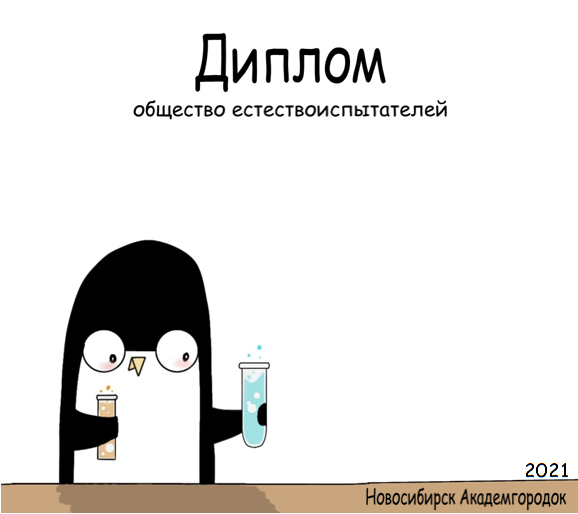 Диплом
общество естествоиспытателей
2021
Новосибирск Академгородок